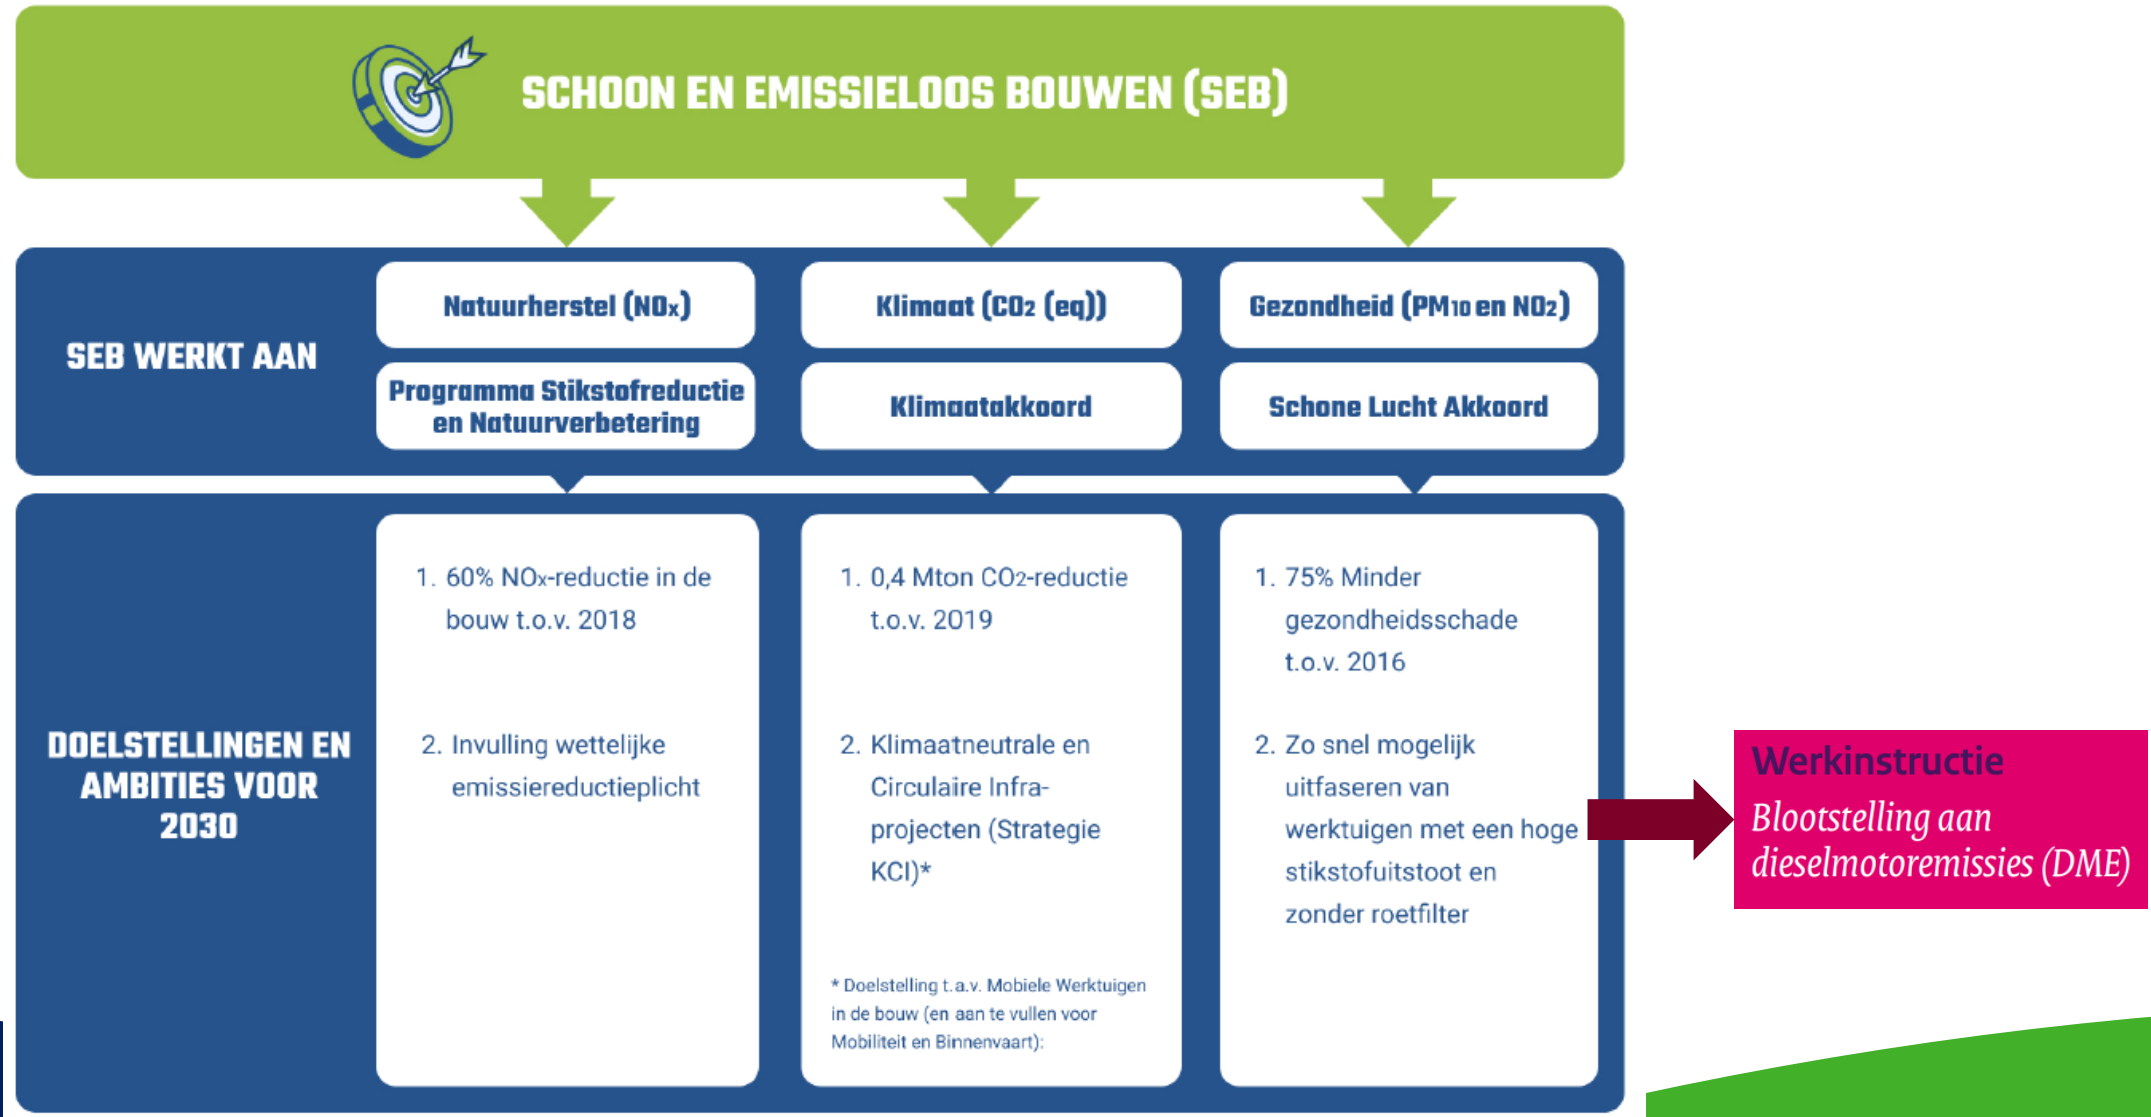 SCHOON EN EMISSIELOOS BOUWEN (SEB)
SEB WERKT AAN
Natuurherstel (NOx)
Programma Stikstofreductie
en Natuurverbetering
Klimaat (CO2 (eq))
Klimaatakkoord
Gezondheid (PM10 en NO2)
Schone Lucht Akkoord
DOELSTELLINGEN EN
AMBITIES VOOR
2030
1. 60% NOx-reductie in de
bouw t.o.v. 2018
2. Invulling wettelijke
emissiereductieplicht
1. 0,4 Mton CO2-reductie
t.o.v. 2019
2. Klimaatneutrale en
Circulaire Infra-
projecten (Strategie
KCI)*
* Doelstelling t.a.v. Mobiele Werktuigen
in de bouw (en aan te vullen voor
Mobiliteit en Binnenvaart):
1. 75% Minder
gezondheidsschade
t.o.v. 2016
2. Zo snel mogelijk
uitfaseren van
werktuigen met een hoge
stikstofuitstoot en
zonder roetfilter
Werkinstructie
Blootstelling aan
dieselmotoremissies (DME)